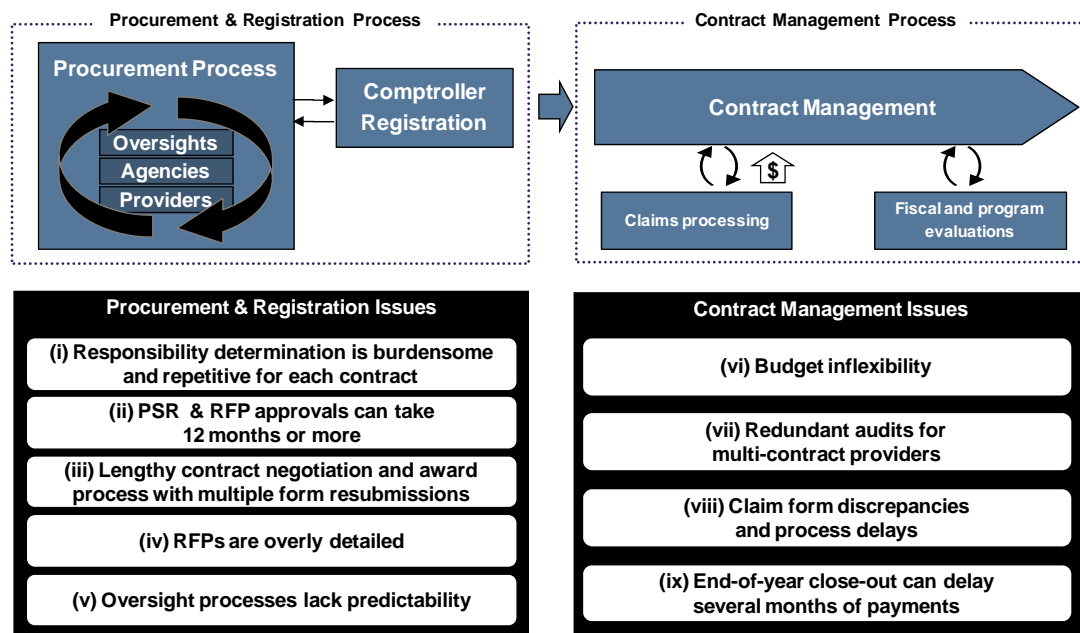 Procurement & Registration Process
Procurement Process
Oversights
Agencies
Providers
Comptroller
Registration
Contract Management Process
Contract Management
$
Claims processing
Fiscal and program
evaluations
Procurement & Registration Issues
(i) Responsibility determination is burdensome
and repetitive for each contract
(ii) PSR & RFP approvals can take
12 months or more
(iii) Lengthy contract negotiation and award
process with multiple form resubmissions
(iv) RFPs are overly detailed
(v) Oversight processes lack predictability
Contract Management Issues
(vi) Budget inflexibility
(vii) Redundant audits for
multi-contract providers
(viii) Claim form discrepancies
and process delays
(ix) End-of-year close-out can delay
several months of payments